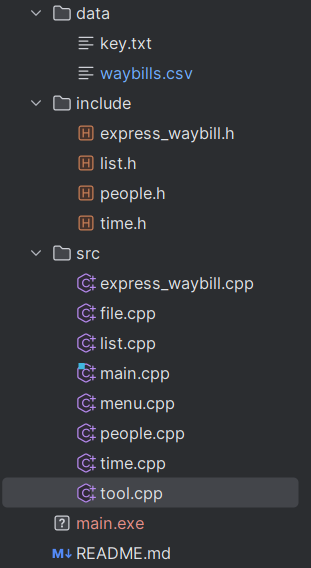 data
key.txt
waybills.csv
include
H express_waybill.h
H list.h
H people.h
H time.h
src
C++ express_waybill.cpp
C++ file.cpp
C++ list.cpp
C++ main.cpp
C++ menu.cpp
C++ people.cpp
C++ time.cpp
C++ tool.cpp
? main.exe
M↓ README.md